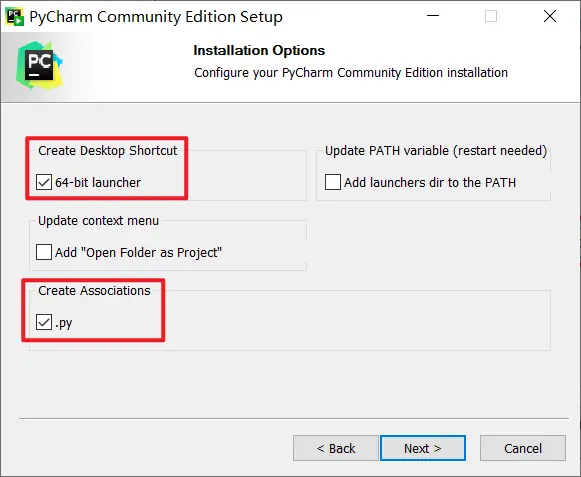 PyCharm Community Edition Setup
PC
Installation Options
Configure your PyCharm Community Edition installation
Create Desktop Shortcut
64-bit launcher
Update PATH variable (restart needed)
Add launchers dir to the PATH
Update context menu
Add "Open Folder as Project"
Create Associations
.py
< Back
Next >
Cancel